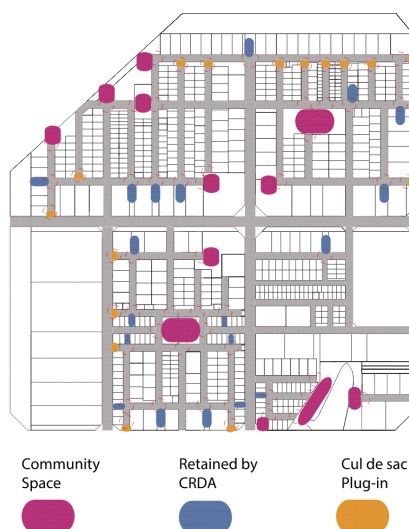 Community
Space
Retained by
CRDA
Cul de sac
Plug-in